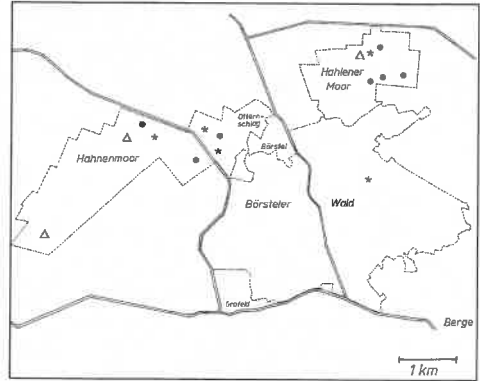 Hahlener
Moor
Ottern-
schlag
Börstel
Hahnenmoor
Börsteler
Wald
Grafeld
Berge
1 km